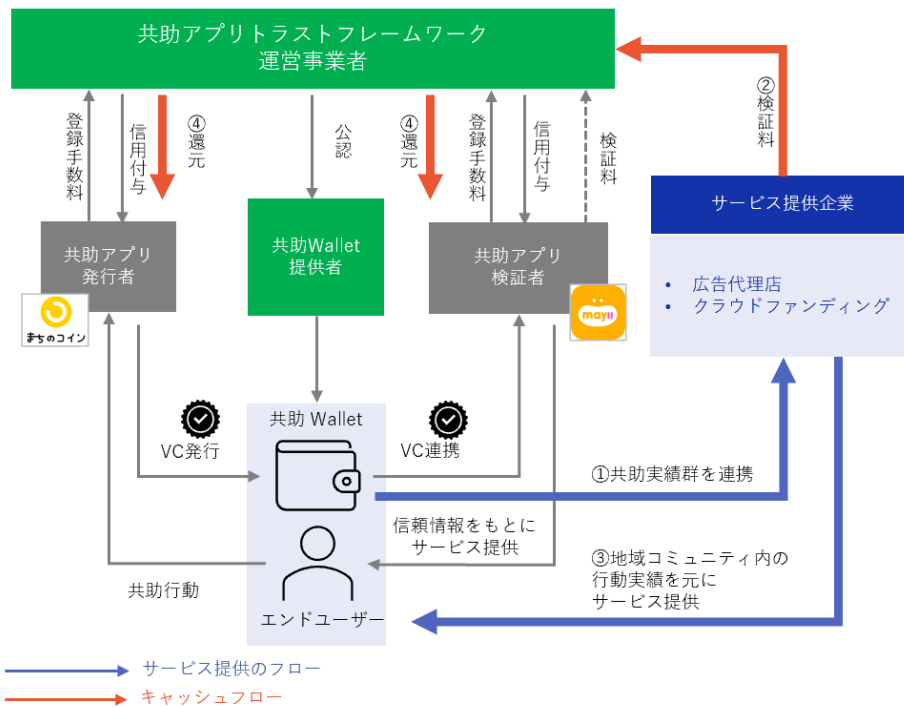 共助アプリトラストフレームワーク
運営事業者
②検証料
登録手数料
信用付与
④還元
公認
④還元
登録手数料
信用付与
検証料
サービス提供企業
共助アプリ
発行者
共助Wallet
提供者
共助アプリ
検証者
• 広告代理店
• クラウドファンディング
まちのコイン
mayii
共助 Wallet
VC発行
VC連携
①共助実績群を連携
信頼情報をもとに
サービス提供
③地域コミュニティ内の
行動実績を元に
サービス提供
共助行動
エンドユーザー
サービス提供のフロー
キャッシュフロー